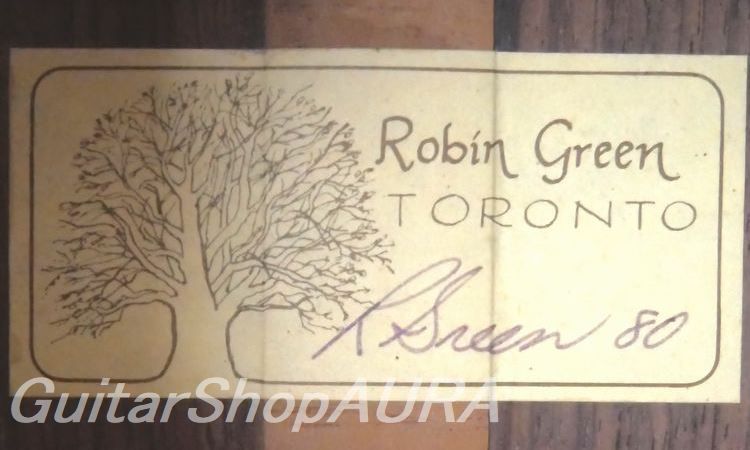 Robin Green
TORONTO
R Green 80
GuitarShopAURA